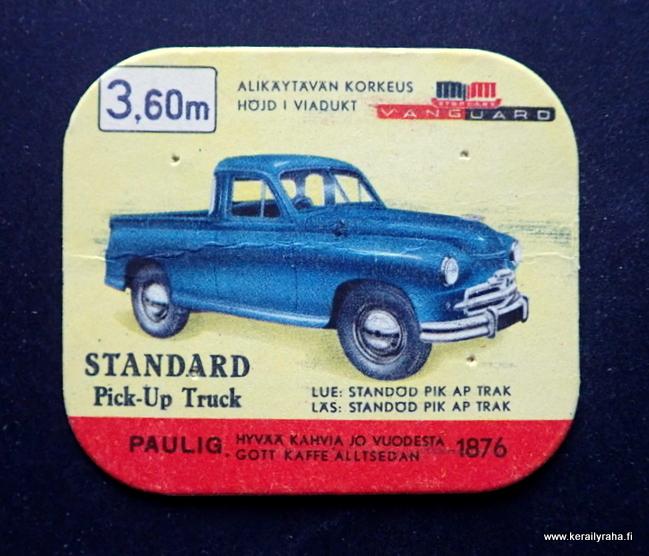 3,60m
ALIKÄYTÄVÄN KORKEUS
HÖJD I VIADUKT
STANDARD
VANGUARD
STANDARD
Pick-Up Truck
LUE: STANDÖD PIK AP TRAK
LÄS: STANDÖD PIK AP TRAK
PAULIG. HYVÄÄ KAHVIA JO VUODESTA 1876
GOTT KAFFE ALLTSEDAN
www.kerailyraha.fi